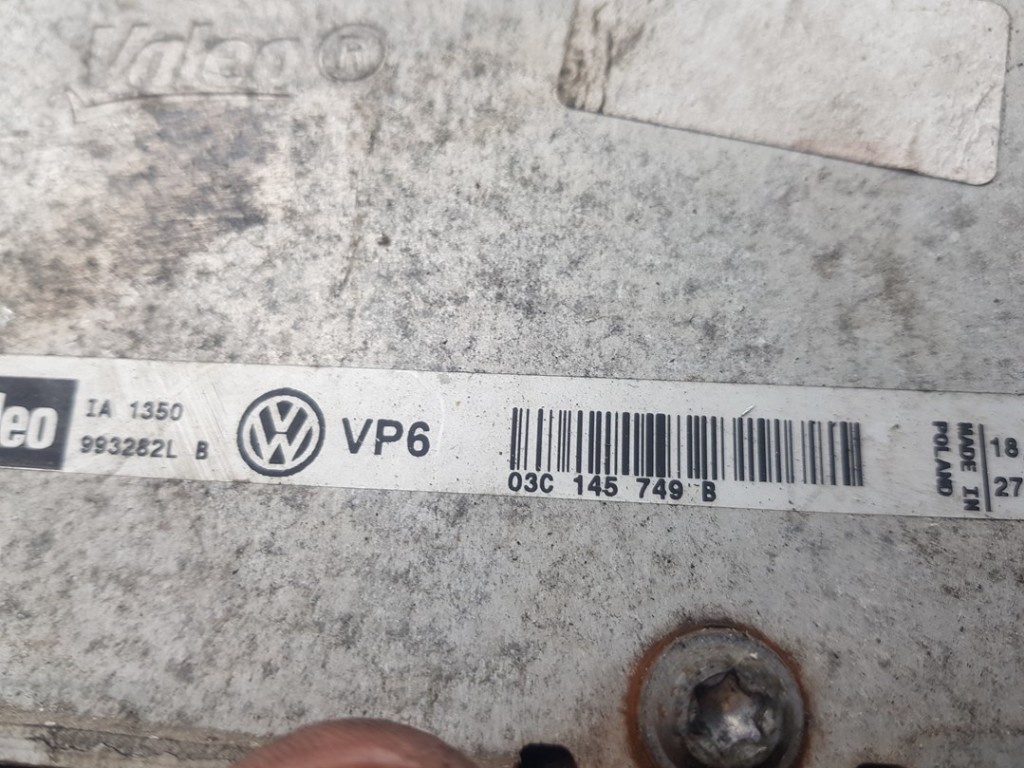 Valeo®
leo
IA 1350
993282L B
VP6
03C 145 749 B
MADE IN
POLAND
18
27